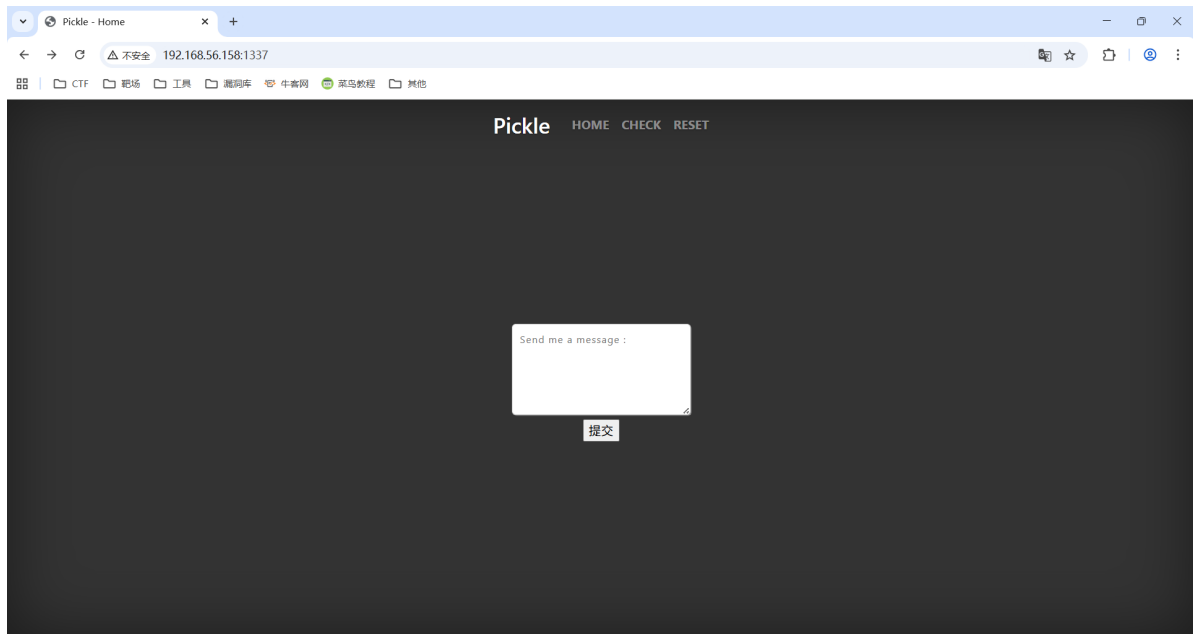 Pickle - Home
不安全 192.168.56.158:1337
CTF 靶场 工具 漏洞库 牛客网 菜鸟教程 其他
Pickle HOME CHECK RESET
Send me a message :
提交